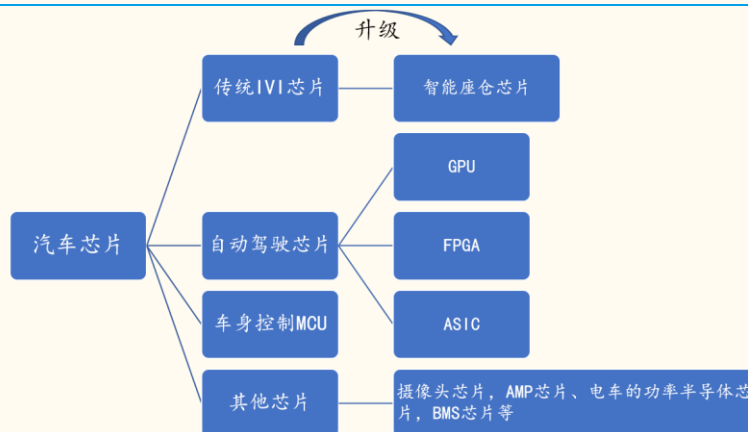 升级
传统IVI芯片
智能座仓芯片
GPU
汽车芯片
自动驾驶芯片
FPGA
车身控制MCU
ASIC
其他芯片
摄像头芯片，AMP芯片、电车的功率半导体芯
片，BMS芯片等